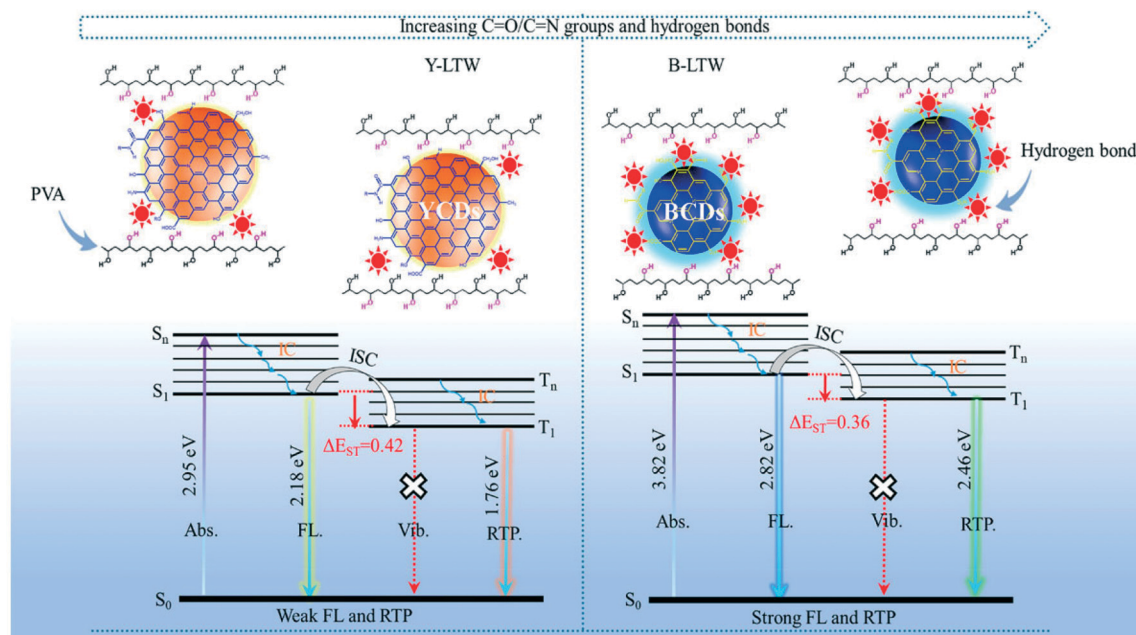 Increasing C=O/C=N groups and hydrogen bonds
Y-LTW
B-LTW
PVA
YCDs
BCDs
Hydrogen bond
Sn
IC
ISC
S1
Tn
IC
T1
ΔEST=0.42
2.95 eV
2.18 eV
1.76 eV
Abs.
FL.
Vib.
RTP.
S0
Weak FL and RTP
Sn
IC
ISC
S1
Tn
IC
T1
ΔEST=0.36
3.82 eV
2.82 eV
2.46 eV
Abs.
FL.
Vib.
RTP.
S0
Strong FL and RTP